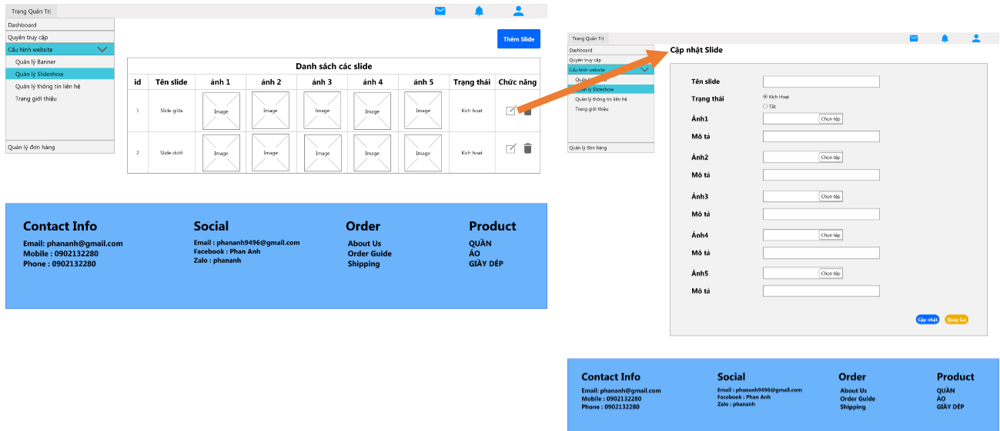 Trang Quản Trị
Dashboard
Quyền truy cập
Cấu hình website
Quản lý Banner
Quản lý Slideshow
Quản lý thông tin liên hệ
Trang giới thiệu
Quản lý đơn hàng
Thêm Slide
Danh sách các slide
id Tên slide ảnh 1 ảnh 2 ảnh 3 ảnh 4 ảnh 5 Trạng thái Chức năng
1 Slide giữa Image Image Image Image Image Kích hoạt
2 Slide dưới Image Image Image Image Image Kích hoạt
Contact Info
Email: phananh@gmail.com
Mobile : 0902132280
Phone : 0902132280
Social
Email : phananh9496@gmail.com
Facebook : Phan Anh
Zalo : phananh
Order
About Us
Order Guide
Shipping
Product
QUẦN
ÁO
GIÀY DÉP
Trang Quản Trị
Dashboard
Quyền truy cập
Cấu hình website
Quản lý Slideshow
Quản lý thông tin liên hệ
Trang giới thiệu
Quản lý đơn hàng
Cập nhật Slide
Tên slide
Trạng thái Kích Hoạt
Tắt
Ảnh1 Chọn tệp
Mô tả
Ảnh2 Chọn tệp
Mô tả
Ảnh3 Chọn tệp
Mô tả
Ảnh4 Chọn tệp
Mô tả
Ảnh5 Chọn tệp
Mô tả
Cập nhật Quay Lại
Contact Info
Email: phananh@gmail.com
Mobile : 0902132280
Phone : 0902132280
Social
Email : phananh9496@gmail.com
Facebook : Phan Anh
Zalo : phananh
Order
About Us
Order Guide
Shipping
Product
QUẦN
ÁO
GIÀY DÉP